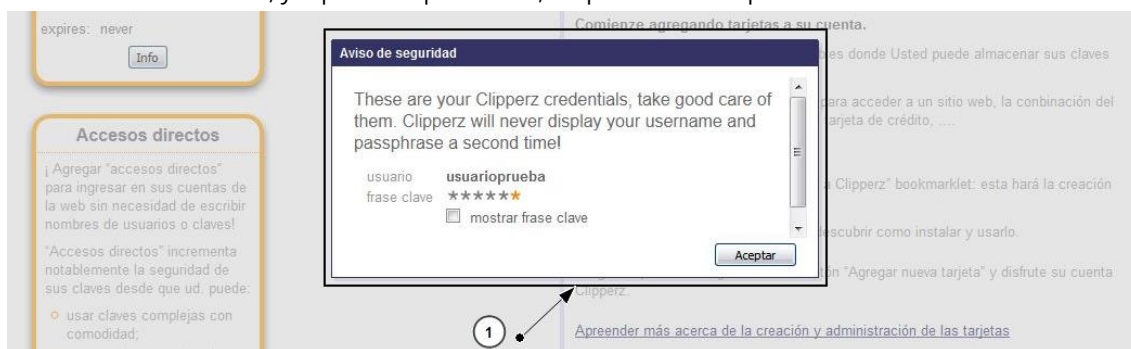 expires: never
Info
Accesos directos
¡ Agregar "accesos directos"
para ingresar en sus cuentas de
la web sin necesidad de escribir
nombres de usuarios o claves!
"Accesos directos" incrementa
notablemente la seguridad de
sus claves desde que ud. puede:
usar claves complejas con
comodidad;
Aviso de seguridad
These are your Clipperz credentials, take good care of
them. Clipperz will never display your username and
passphrase a second time!
usuario usuarioprueba
frase clave ******
mostrar frase clave
Aceptar
1
Comienze agregando tarjetas a su cuenta.
es donde Usted puede almacenar sus claves
para acceder a un sitio web, la conbinación del
arjeta de crédito, .....
a Clipperz" bookmarklet: esta hará la creación
descubrir como instalar y usarlo.
ón "Agregar nueva tarjeta" y disfrute su cuenta
Clipperz.
Apreender más acerca de la creación y administración de las tarjetas